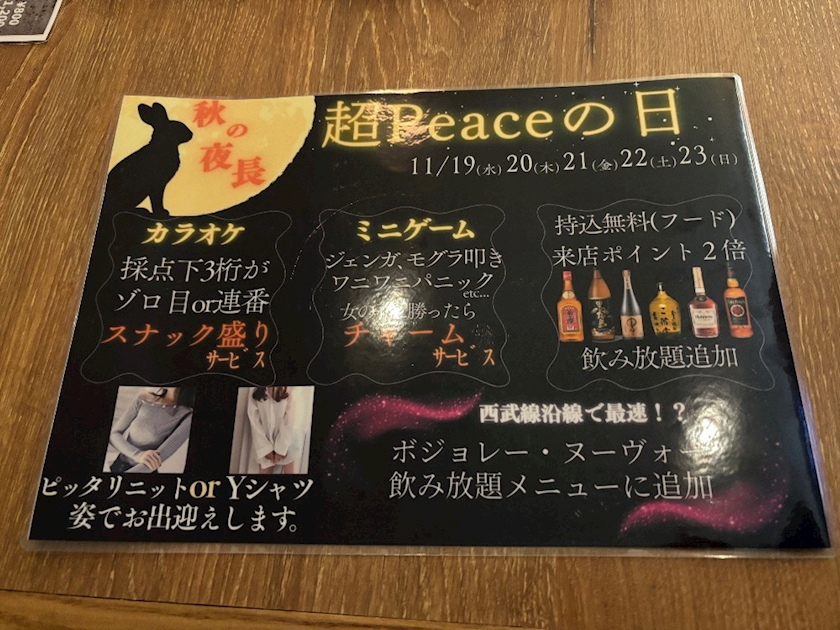 ¥800
1,200
秋の
夜長
超Peaceの日
11/19(水)20(木)21(金)22(土)23(日)
カラオケ
採点下3桁が
ゾロ目or連番
スナック盛り
サービス
ミニゲーム
ジェンガ、モグラ叩き
ワニワニパニック
etc...
女の子に勝ったら
チャーム
サービス
持込無料(フード)
来店ポイント2倍
Hennessy
飲み放題追加
ピッタリニットor Yシャツ
姿でお出迎えします。
西武線沿線で最速!?
ボジョレー・ヌーヴォー
飲み放題メニューに追加